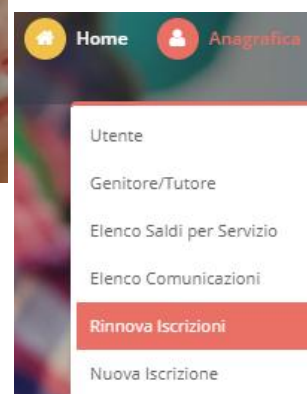 Home Anagrafica
Utente
Genitore/Tutore
Elenco Saldi per Servizio
Elenco Comunicazioni
Rinnova Iscrizioni
Nuova Iscrizione